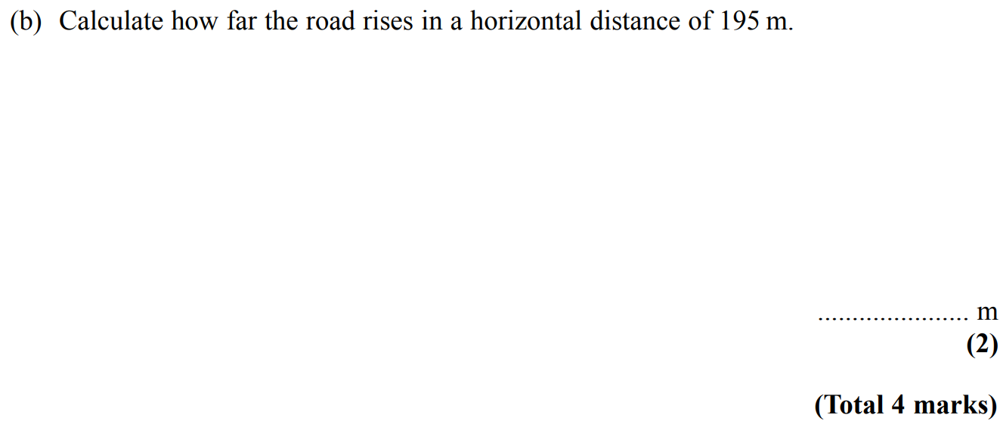 (b) Calculate how far the road rises in a horizontal distance of 195 m.
...................... m
(2)
(Total 4 marks)